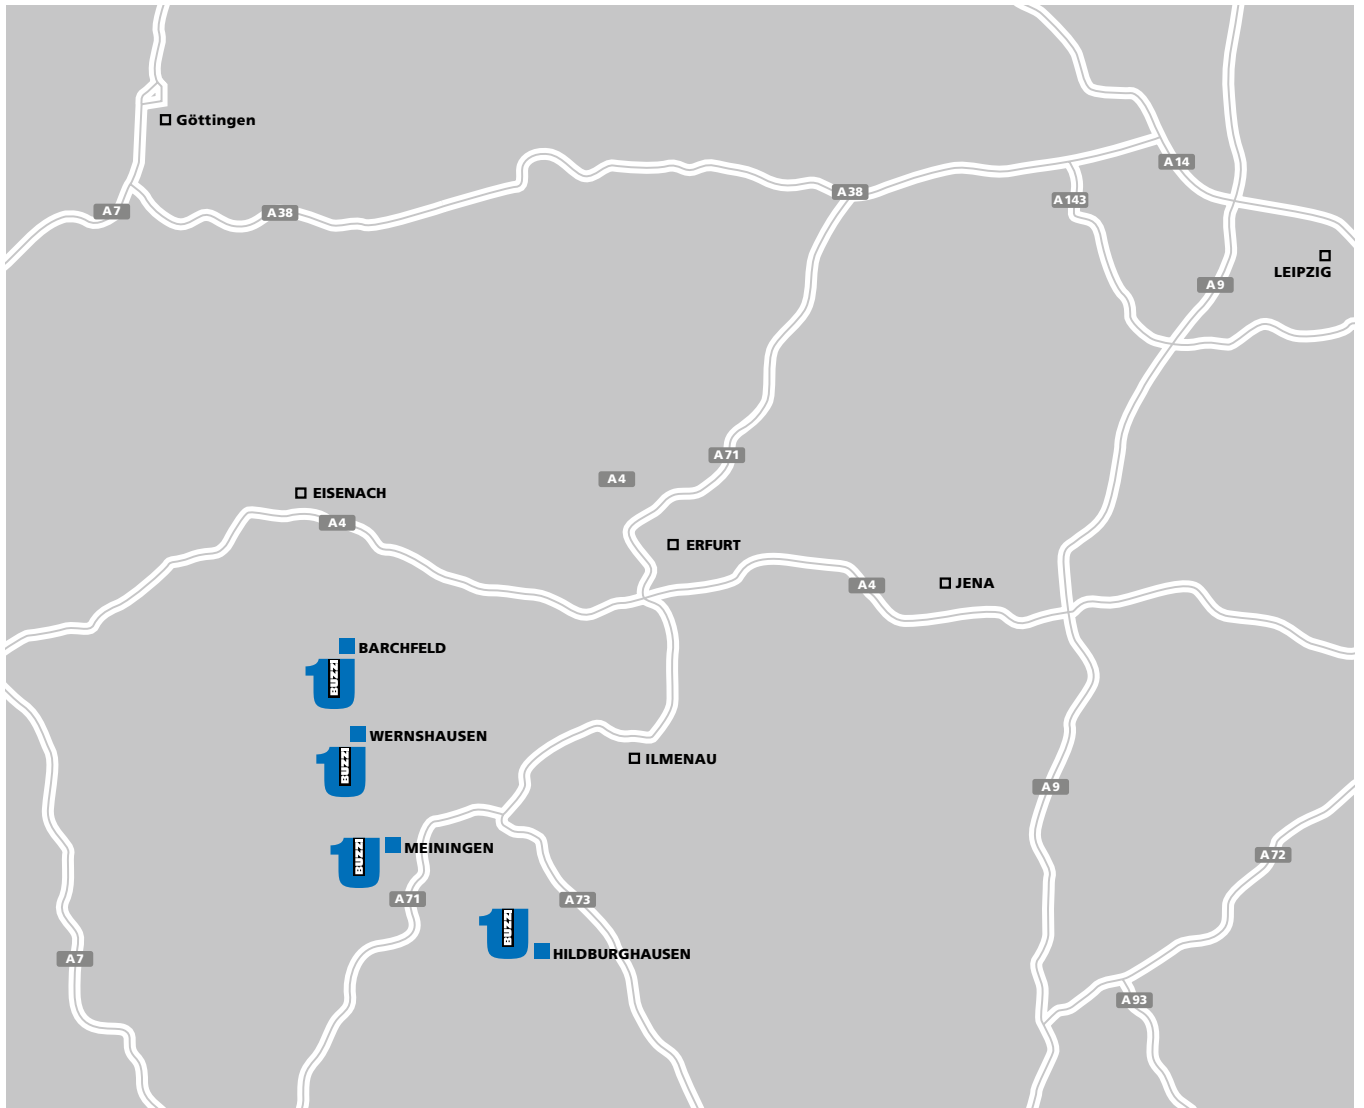 Göttingen
A14
A38
A143
A7
A38
LEIPZIG
A9
A71
A4
EISENACH
A4
ERFURT
A4
JENA
BARCHFELD
BUZZI
WERNSHAUSEN
BUZZI
ILMENAU
A9
MEININGEN
BUZZI
A72
A71
A73
BUZZI
HILDBURGHAUSEN
A7
A93